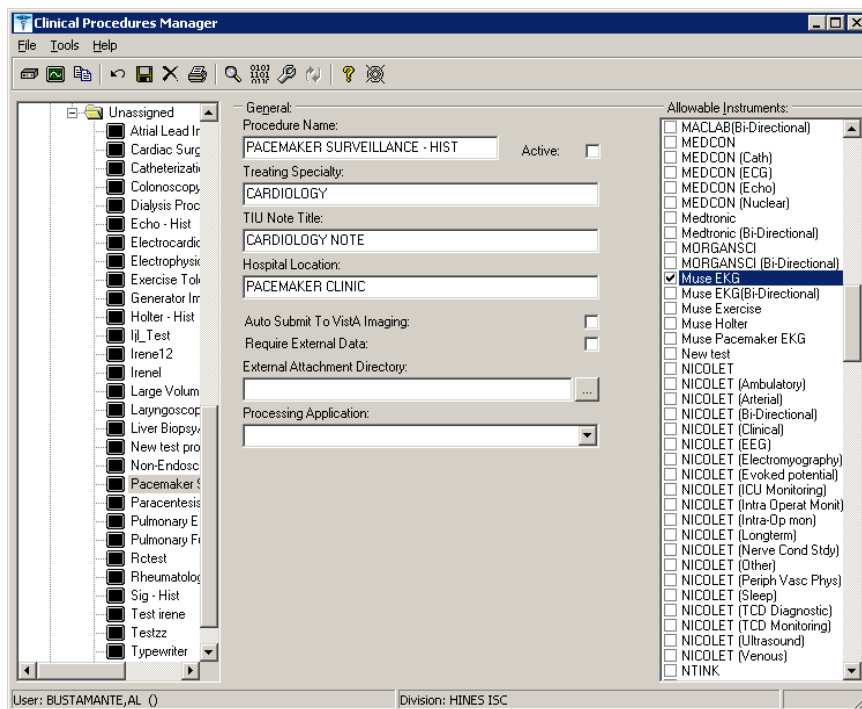 Clinical Procedures Manager
File Tools Help
Unassigned
Atrial Lead Ir
Cardiac Surg
Catheterizati
Colonoscopy
Dialysis Proc
Echo - Hist
Electrocardic
Electrophysic
Exercise Tole
Generator Im
Holter - Hist
Ijl_Test
Irene12
Irenel
Large Volum
Laryngoscop
Liver Biopsy/
New test pro
Non-Endosc
Pacemaker S
Paracentesis
Pulmonary E
Pulmonary Fu
Rctest
Rheumatolog
Sig - Hist
Test irene
Testzz
Typewriter
General:
Procedure Name:
PACEMAKER SURVEILLANCE - HIST
Active:
Treating Specialty:
CARDIOLOGY
TIU Note Title:
CARDIOLOGY NOTE
Hospital Location:
PACEMAKER CLINIC
Auto Submit To VistA Imaging:
Require External Data:
External Attachment Directory:
...
Processing Application:
Allowable Instruments:
MACLAB(Bi-Directional)
MEDCON
MEDCON (Cath)
MEDCON (ECG)
MEDCON (Echo)
MEDCON (Nuclear)
Medtronic
Medtronic (Bi-Directional)
MORGANSCI
MORGANSCI (Bi-Directional)
Muse EKG
Muse EKG(Bi-Directional)
Muse Exercise
Muse Holter
Muse Pacemaker EKG
New test
NICOLET
NICOLET (Ambulatory)
NICOLET (Arterial)
NICOLET (Bi-Directional)
NICOLET (Clinical)
NICOLET (EEG)
NICOLET (Electromyography)
NICOLET (Evoked potential)
NICOLET (ICU Monitoring)
NICOLET (Intra Operat Monit)
NICOLET (Intra-Op mon)
NICOLET (Longterm)
NICOLET (Nerve Cond Stdy)
NICOLET (Other)
NICOLET (Periph Vasc Phys)
NICOLET (Sleep)
NICOLET (TCD Diagnostic)
NICOLET (TCD Monitoring)
NICOLET (Ultrasound)
NICOLET (Venous)
NTINK
User: BUSTAMANTE,AL ()
Division: HINES ISC